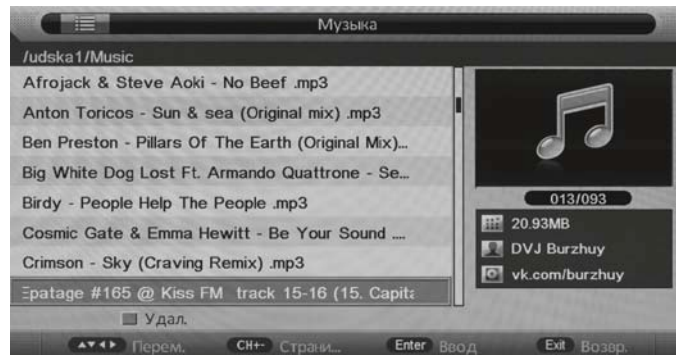 Музыка
/udska1/Music
Afrojack & Steve Aoki - No Beef .mp3
Anton Toricos - Sun & sea (Original mix) .mp3
Ben Preston - Pillars Of The Earth (Original Mix)...
Big White Dog Lost Ft. Armando Quattrone - Se...
Birdy - People Help The People .mp3
Cosmic Gate & Emma Hewitt - Be Your Sound ....
Crimson - Sky (Craving Remix) .mp3
Epatage #165 @ Kiss FM track 15-16 (15. Capita
013/093
20.93MB
DVJ Burzhuy
vk.com/burzhuy
Удал.
Перем. CH+- Страни... Enter Ввод Exit Возвр.